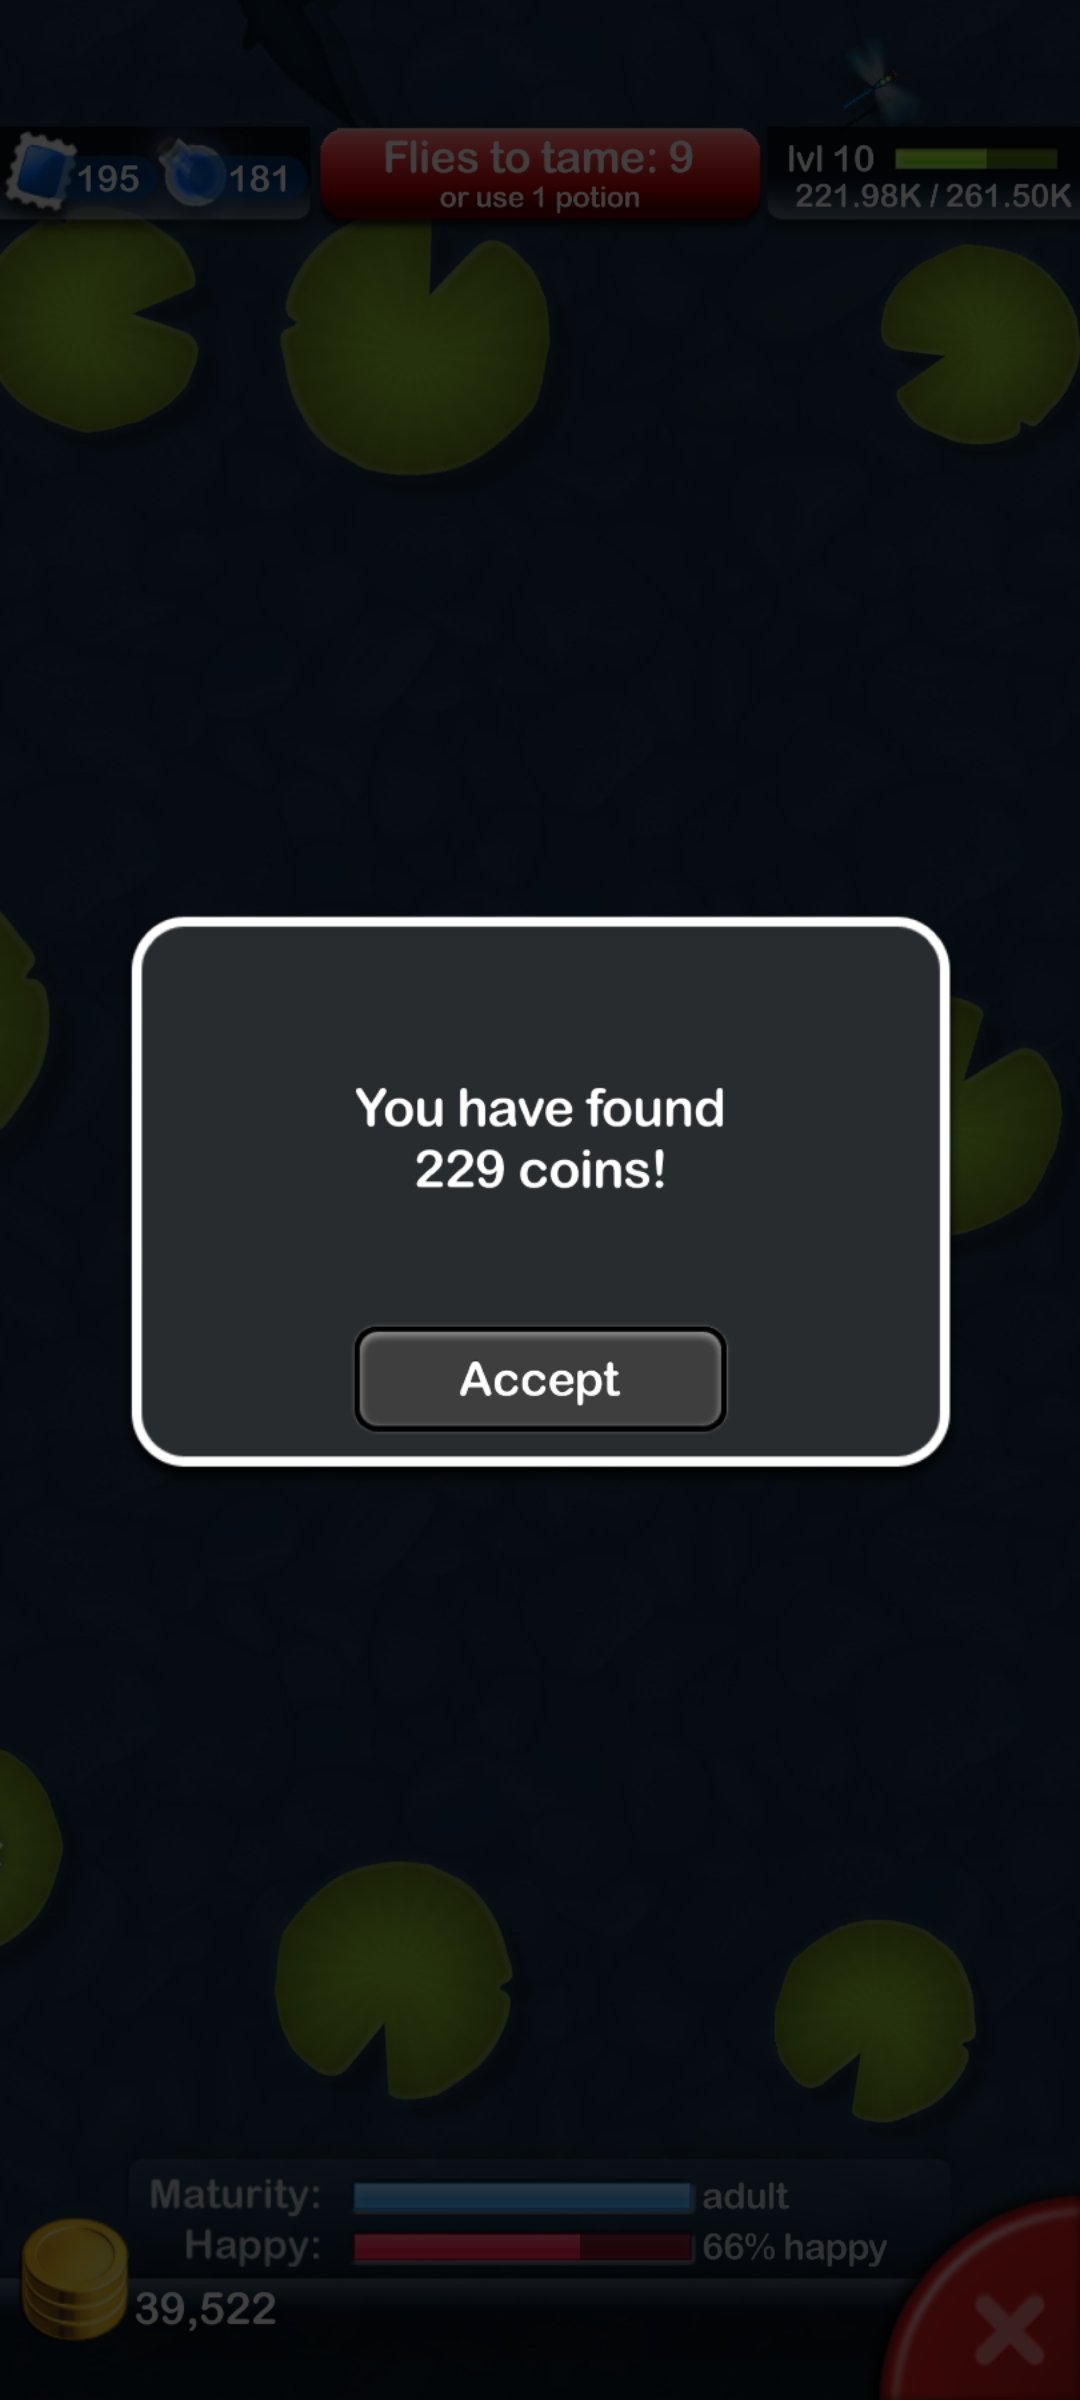 195
181
Flies to tame: 9
or use 1 potion
lvl 10
221.98K / 261.50K
You have found
229 coins!
Accept
Maturity:
adult
Happy:
66% happy
39,522